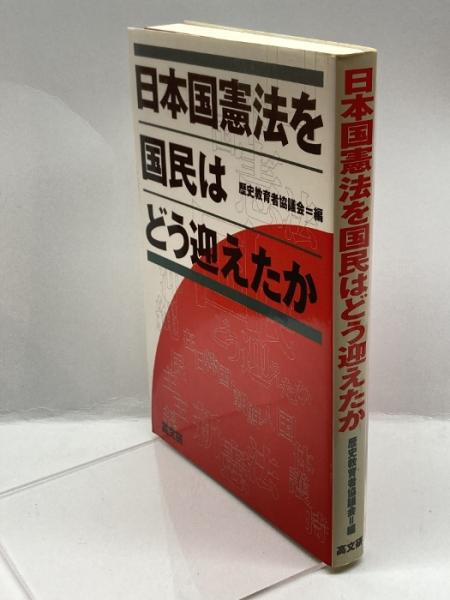 日本国憲法を
国民は
歴史教育者協議会=編
どう迎えたか
高文研
日本国憲法を国民はどう迎えたか
歴史教育者協議会=編
高文研